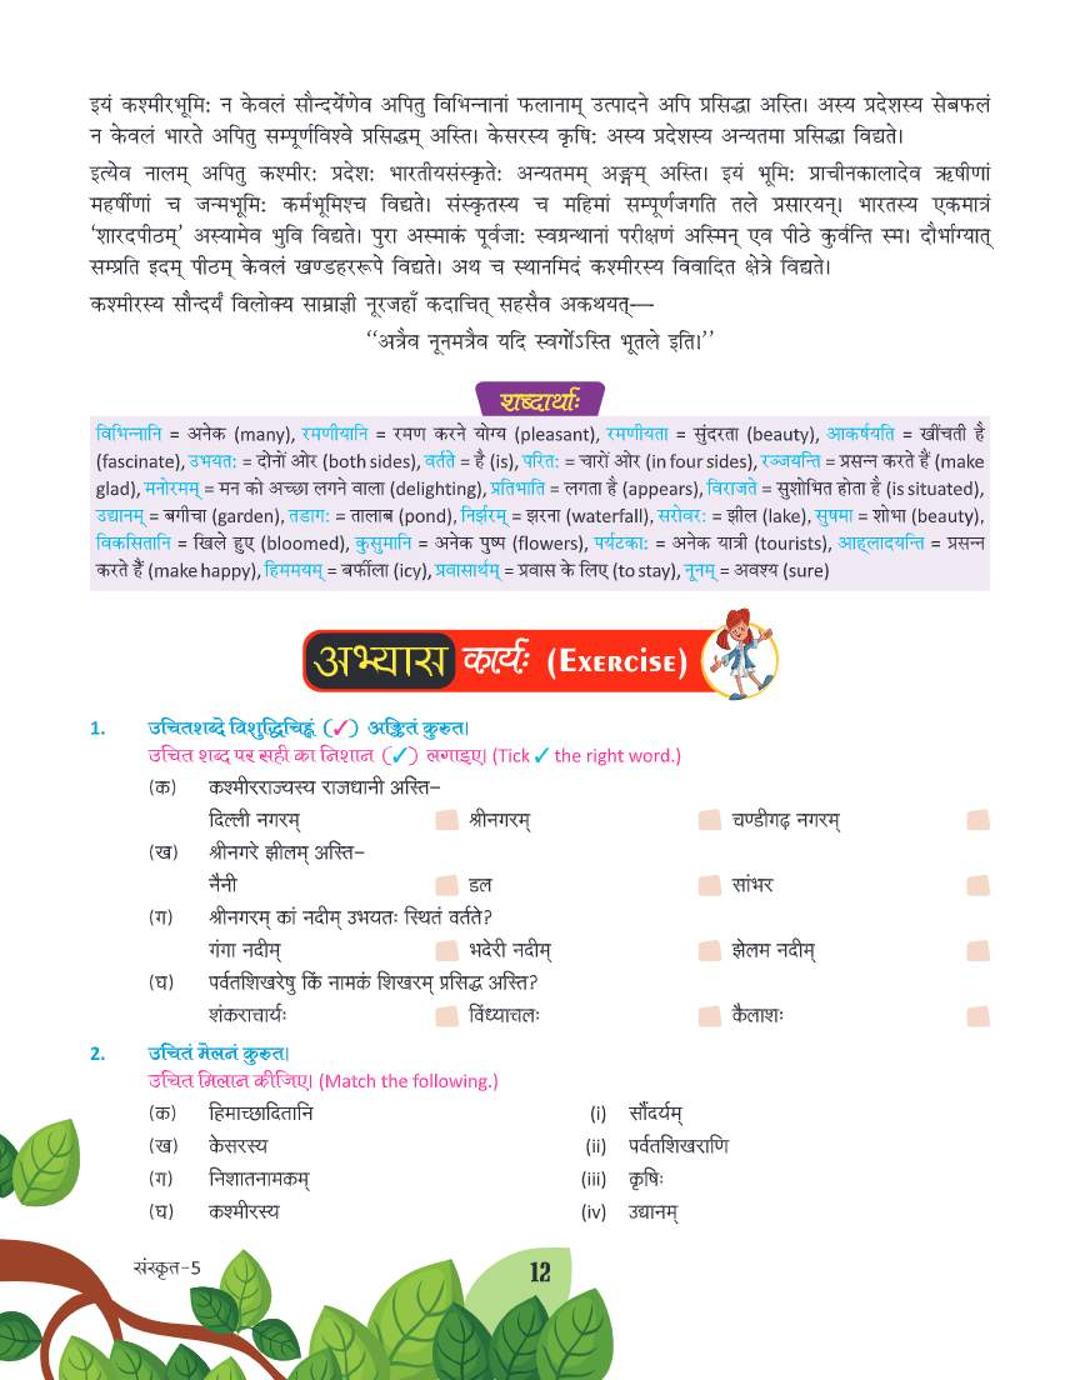 इयं कश्मीरभूमि: न केवलं सौन्दर्येणेव अपितु विभिन्नानां फलानाम् उत्पादने अपि प्रसिद्धा अस्ति। अस्य प्रदेशस्य सेबफलं
न केवलं भारते अपितु सम्पूर्णविश्वे प्रसिद्धम् अस्ति। केसरस्य कृषि: अस्य प्रदेशस्य अन्यतमा प्रसिद्धा विद्यते।
इत्येव नालम् अपितु कश्मीर: प्रदेश: भारतीयसंस्कृते: अन्यतमम् अङ्गम् अस्ति। इयं भूमि: प्राचीनकालादेव ऋषीणां
महर्षीणां च जन्मभूमि: कर्मभूमिश्च विद्यते। संस्कृतस्य च महिमां सम्पूर्णजगति तले प्रसारयन्। भारतस्य एकमात्रं
‘शारदपीठम्’ अस्यामेव भुवि विद्यते। पुरा अस्माकं पूर्वजा: स्वग्रन्थानां परीक्षणं अस्मिन् एव पीठे कुर्वन्ति स्म। दौर्भाग्यात्
सम्प्रति इदम् पीठम् केवलं खण्डहररूपे विद्यते। अथ च स्थानमिदं कश्मीरस्य विवादित क्षेत्रे विद्यते।
कश्मीरस्य सौन्दर्यं विलोक्य साम्राज्ञी नूरजहाँ कदाचित् सहसैव अकथयत्—
“अत्रैव नूनमत्रैव यदि स्वर्गोऽस्ति भूतले इति।”
शब्दार्थाः
विभिन्नानि = अनेक (many), रमणीयानि = रमण करने योग्य (pleasant), रमणीयता = सुंदरता (beauty), आकर्षयति = खींचती है
(fascinate), उभयत: = दोनों ओर (both sides), वर्तते = है (is), परित: = चारों ओर (in four sides), रञ्जयन्ति = प्रसन्न करते हैं (make
glad), मनोरमम् = मन को अच्छा लगने वाला (delighting), प्रतिभाति = लगता है (appears), विराजते = सुशोभित होता है (is situated),
उद्यानम् = बगीचा (garden), तडाग: = तालाब (pond), निर्झरम् = झरना (waterfall), सरोवर: = झील (lake), सुषमा = शोभा (beauty),
विकसितानि = खिले हुए (bloomed), कुसुमानि = अनेक पुष्प (flowers), पर्यटका: = अनेक यात्री (tourists), आह्लादयन्ति = प्रसन्न
करते हैं (make happy), हिममयम् = बर्फीला (icy), प्रवासार्थम् = प्रवास के लिए (to stay), नूनम् = अवश्य (sure)
अभ्यास कार्यः (Exercise)
1. उचितशब्दे विशुद्धिचिह्नं (✓) अङ्कितं कुरुत।
उचित शब्द पर सही का निशान (✓) लगाइए। (Tick ✓ the right word.)
(क) कश्मीरराज्यस्य राजधानी अस्ति–
दिल्ली नगरम् श्रीनगरम् चण्डीगढ़ नगरम्
(ख) श्रीनगरे झीलम् अस्ति–
नैनी डल सांभर
(ग) श्रीनगरम् कां नदीम् उभयतः स्थितं वर्तते?
गंगा नदीम् भदेरी नदीम् झेलम नदीम्
(घ) पर्वतशिखरेषु किं नामकं शिखरम् प्रसिद्ध अस्ति?
शंकराचार्यः विंध्याचलः कैलाशः
2. उचितं मेलनं कुरुत।
उचित मिलान कीजिए। (Match the following.)
(क) हिमाच्छादितानि (i) सौंदर्यम्
(ख) केसरस्य (ii) पर्वतशिखराणि
(ग) निशातनामकम् (iii) कृषिः
(घ) कश्मीरस्य (iv) उद्यानम्
संस्कृत–5 12